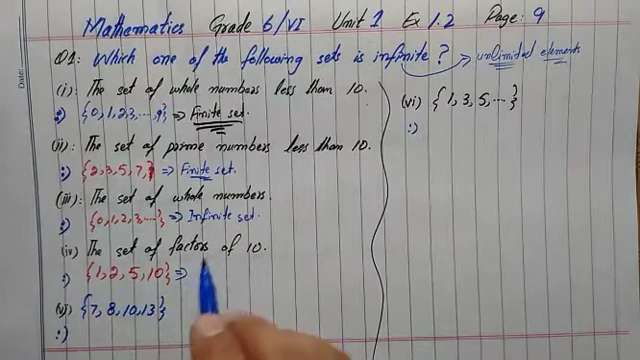 Mathematics Grade 6/VI Unit 1 Ex 1.2 Page: 9
Date:
Q1: Which one of the following sets is infinite? → unlimited elements
(i): The set of whole numbers less than 10.
:) {0,1,2,3,...,9} => Finite set.
(ii): The set of parme numbers less than 10.
:) {2,3,5,7,} => Finite set.
(iii) The set of whole numbers.
:) {0,1,2,3,...} => Infinite set.
(iv) The set of factors of 10.
:) {1,2,5,10} =>
(v) {7,8,10,13}
:)
(vi) {1,3,5,...}
:)